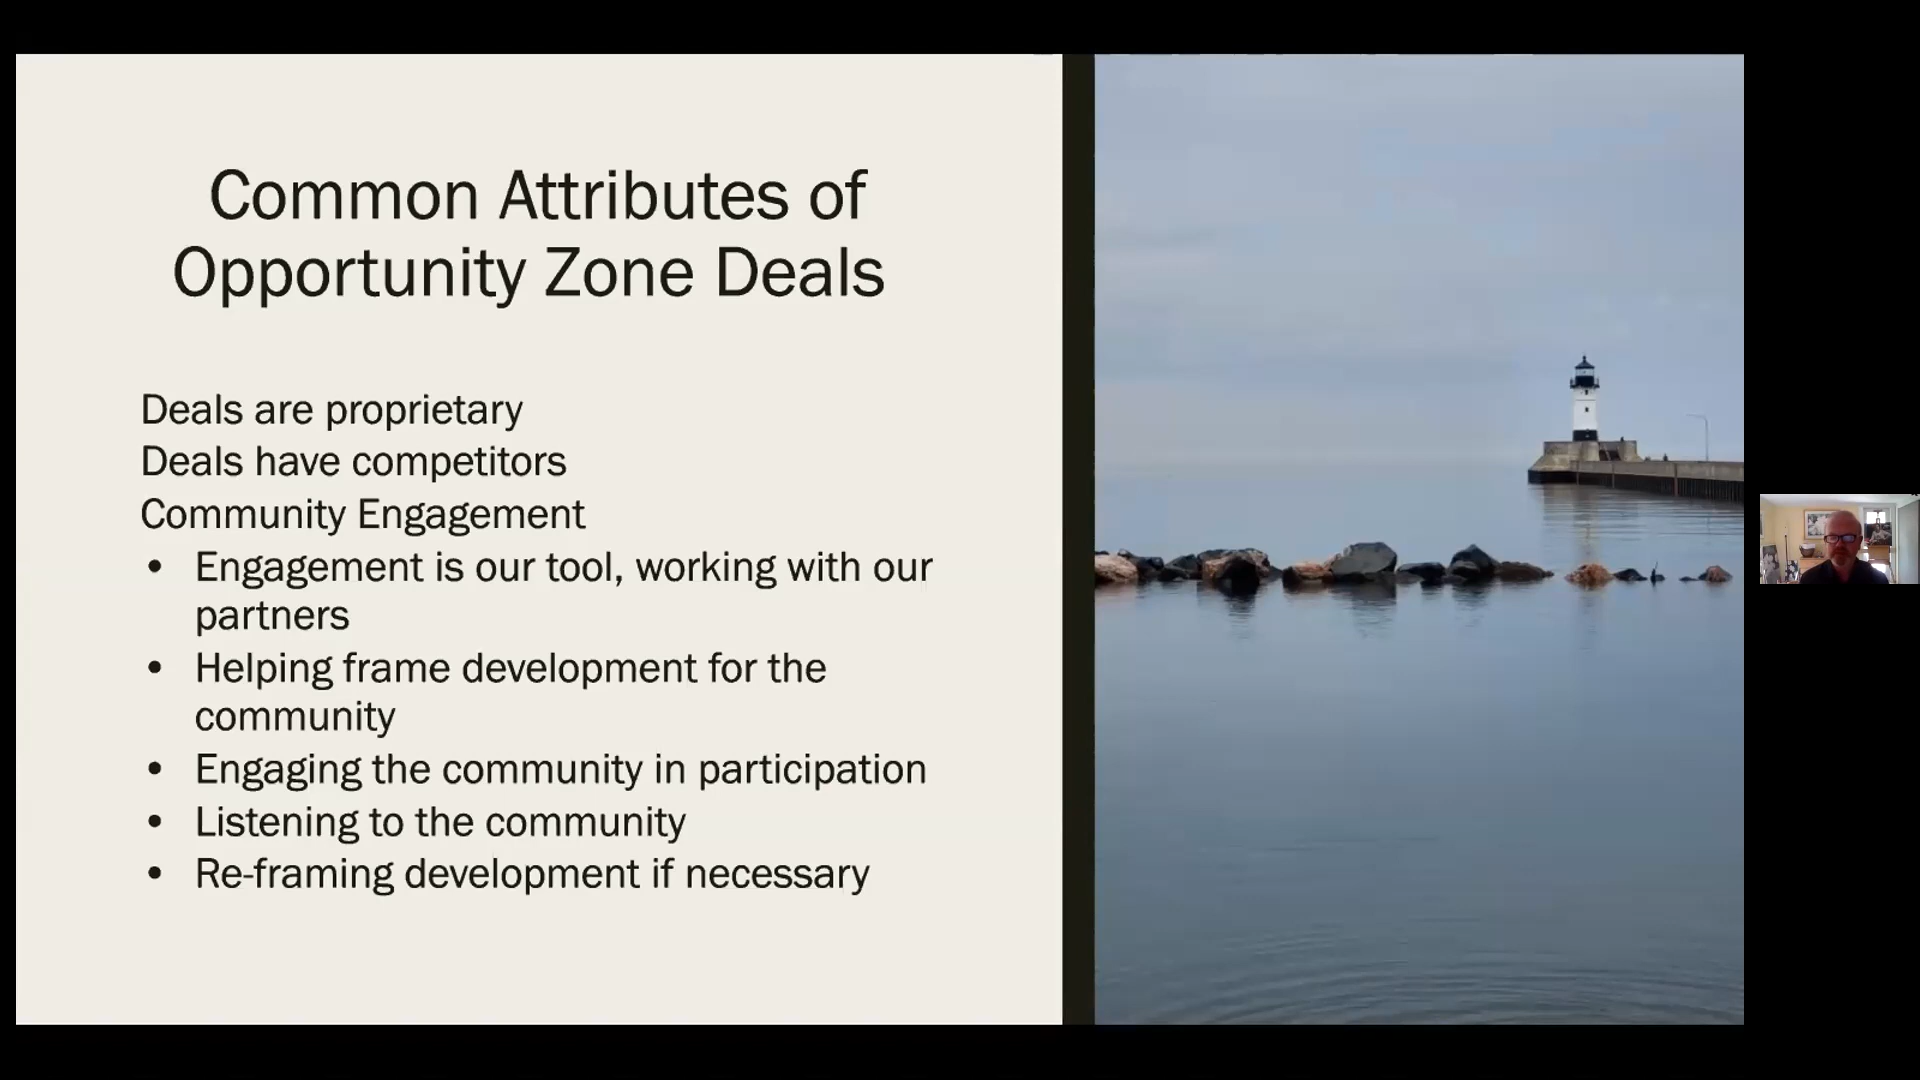 Common Attributes of
Opportunity Zone Deals
Deals are proprietary
Deals have competitors
Community Engagement
• Engagement is our tool, working with our
partners
• Helping frame development for the
community
• Engaging the community in participation
• Listening to the community
• Re-framing development if necessary